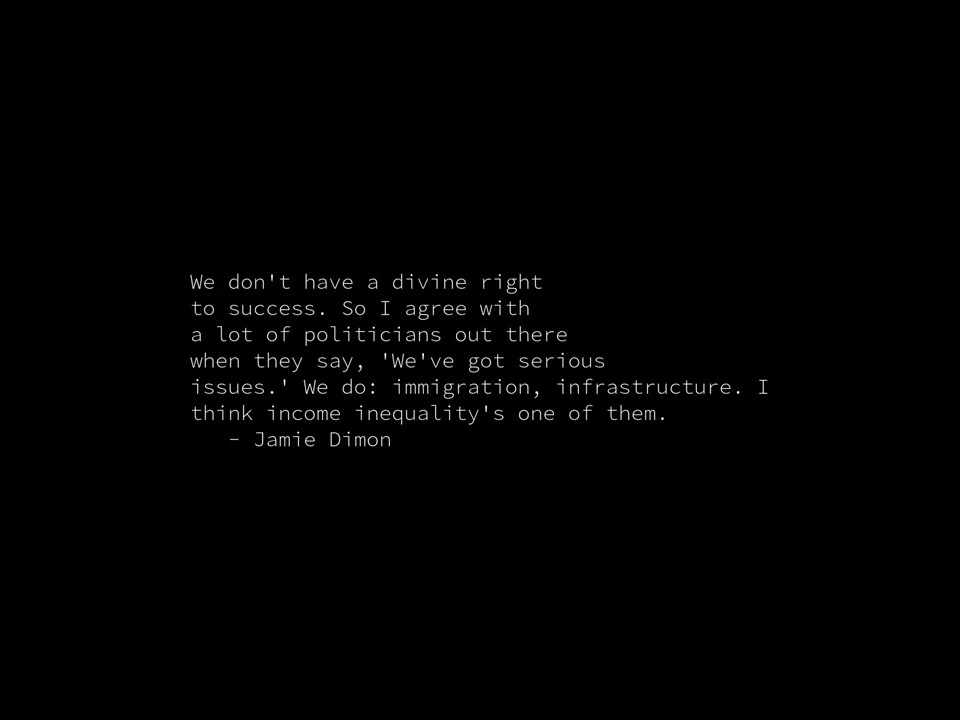 We don't have a divine right
to success. So I agree with
a lot of politicians out there
when they say, 'We've got serious
issues.' We do: immigration, infrastructure. I
think income inequality's one of them.
– Jamie Dimon